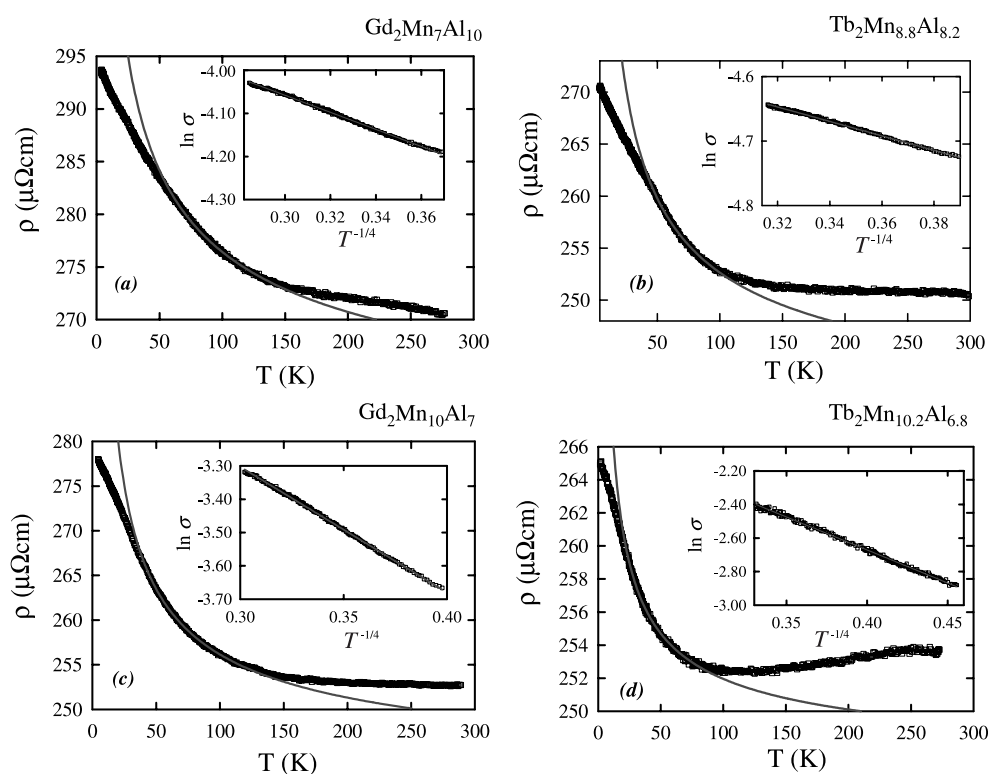 Gd₂Mn₇Al₁₀
295
290
285
280
275
270
ρ (μΩcm)
0 50 100 150 200 250 300
T (K)
(a)
-4.00
-4.10
-4.20
-4.30
ln σ
0.30 0.32 0.34 0.36
T⁻¹/⁴
Tb₂Mn₈.₈Al₈.₂
270
265
260
255
250
ρ (μΩcm)
50 100 150 200 250 300
T (K)
(b)
-4.6
-4.7
-4.8
ln σ
0.32 0.34 0.36 0.38
T⁻¹/⁴
Gd₂Mn₁₀Al₇
280
275
270
265
260
255
250
ρ (μΩcm)
0 50 100 150 200 250 300
T (K)
(c)
-3.30
-3.40
-3.50
-3.60
-3.70
ln σ
0.30 0.35 0.40
T⁻¹/⁴
Tb₂Mn₁₀.₂Al₆.₈
266
264
262
260
258
256
254
252
250
ρ (μΩcm)
0 50 100 150 200 250 300
T (K)
(d)
-2.20
-2.40
-2.60
-2.80
-3.00
ln σ
0.35 0.40 0.45
T⁻¹/⁴